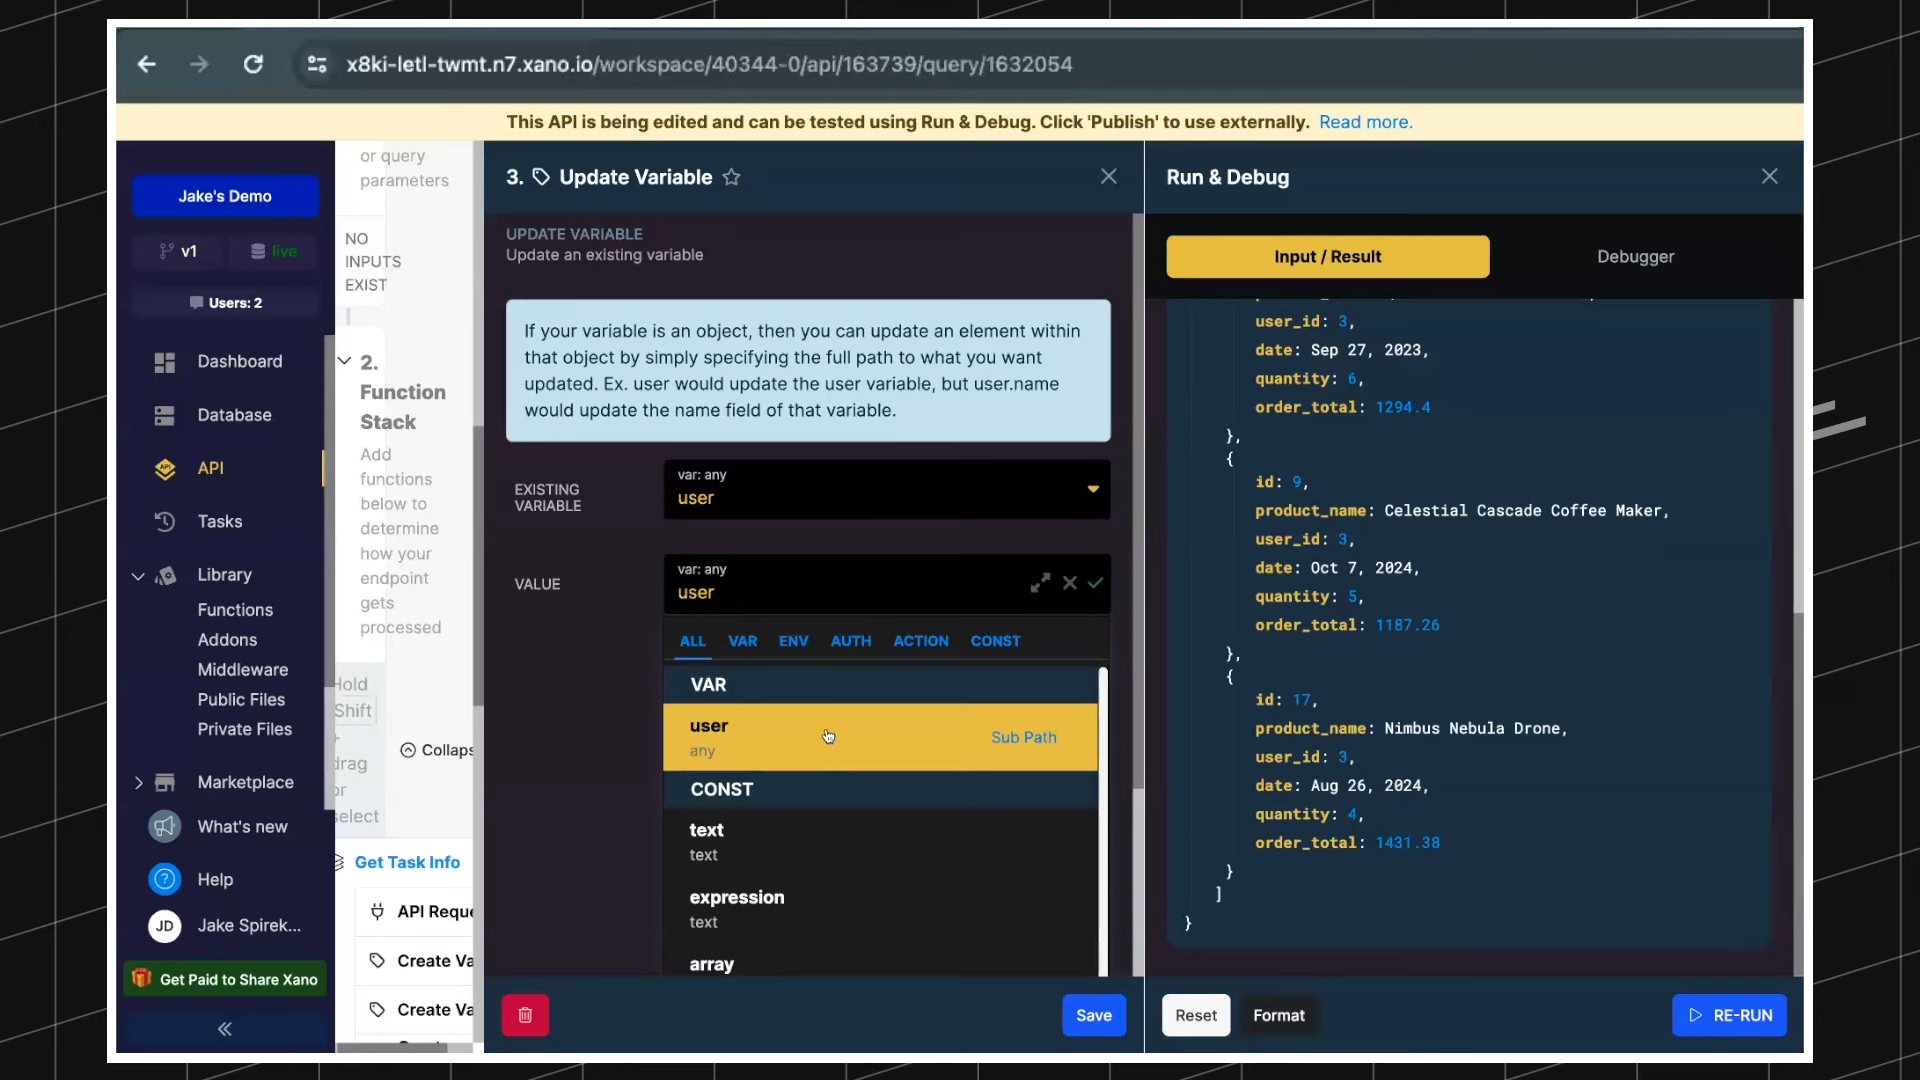 x8ki-letl-twmt.n7.xano.io/workspace/40344-0/api/163739/query/1632054
This API is being edited and can be tested using Run & Debug. Click 'Publish' to use externally. Read more.
Jake's Demo
v1
live
Users: 2
Dashboard
Database
API
Tasks
Library
Functions
Addons
Middleware
Public Files
Private Files
Marketplace
What's new
Help
JD
Jake Spirek...
Get Paid to Share Xano
or query
parameters
NO
INPUTS
EXIST
2.
Function
Stack
Add
functions
below to
determine
how your
endpoint
gets
processed
Hold
Shift
+
drag
or
select
Collaps
Get Task Info
API Reque
Create Va
Create Va
3. Update Variable
UPDATE VARIABLE
Update an existing variable
If your variable is an object, then you can update an element within
that object by simply specifying the full path to what you want
updated. Ex. user would update the user variable, but user.name
would update the name field of that variable.
EXISTING
VARIABLE
var: any
user
VALUE
var: any
user
ALL VAR ENV AUTH ACTION CONST
VAR
user
any
Sub Path
CONST
text
text
expression
text
array
Save
Run & Debug
Input / Result
Debugger
user_id: 3,
date: Sep 27, 2023,
quantity: 6,
order_total: 1294.4
},
{
id: 9,
product_name: Celestial Cascade Coffee Maker,
user_id: 3,
date: Oct 7, 2024,
quantity: 5,
order_total: 1187.26
},
{
id: 17,
product_name: Nimbus Nebula Drone,
user_id: 3,
date: Aug 26, 2024,
quantity: 4,
order_total: 1431.38
}
]
}
Reset
Format
RE-RUN